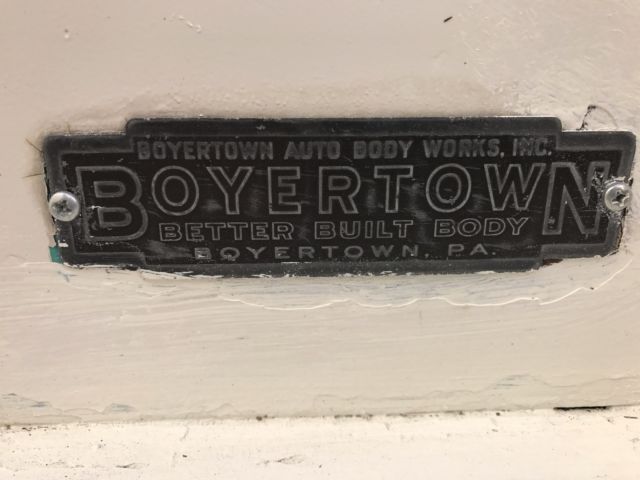 BOYERTOWN AUTO BODY WORKS, INC.
BOYERTOWN
BETTER BUILT BODY
BOYERTOWN, PA.